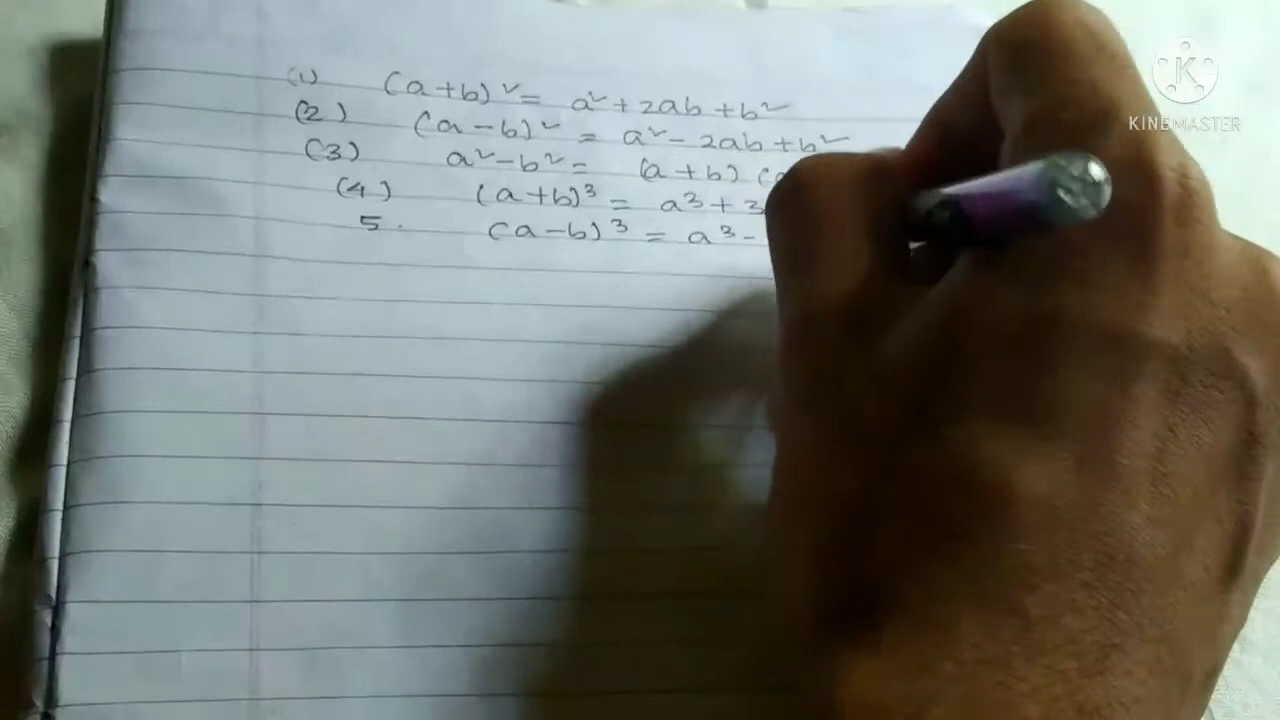 (1) (a+b)² = a² + 2ab + b²
(2) (a-b)² = a² - 2ab + b²
(3) a² - b² = (a+b) (
(4) (a+b)³ = a³ + 3
5. (a-b)³ = a³ -
KINEMASTER